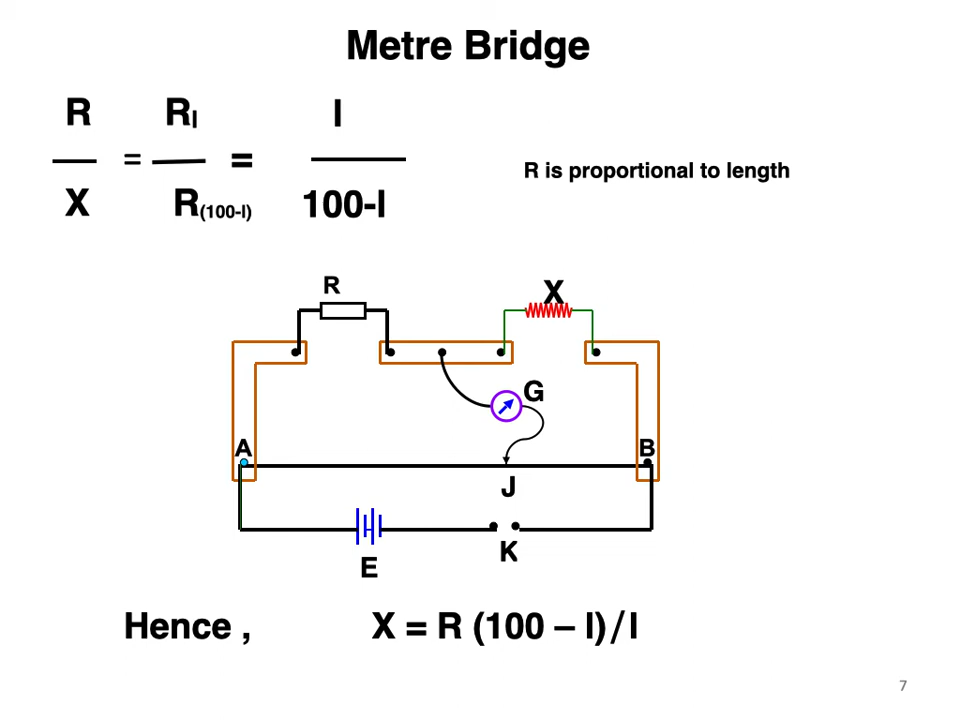 Metre Bridge
R Rl l
= =
X R(100-l) 100-l
R is proportional to length
R
X
G
A B
J
K
E
Hence , X = R (100 – l)/l
7